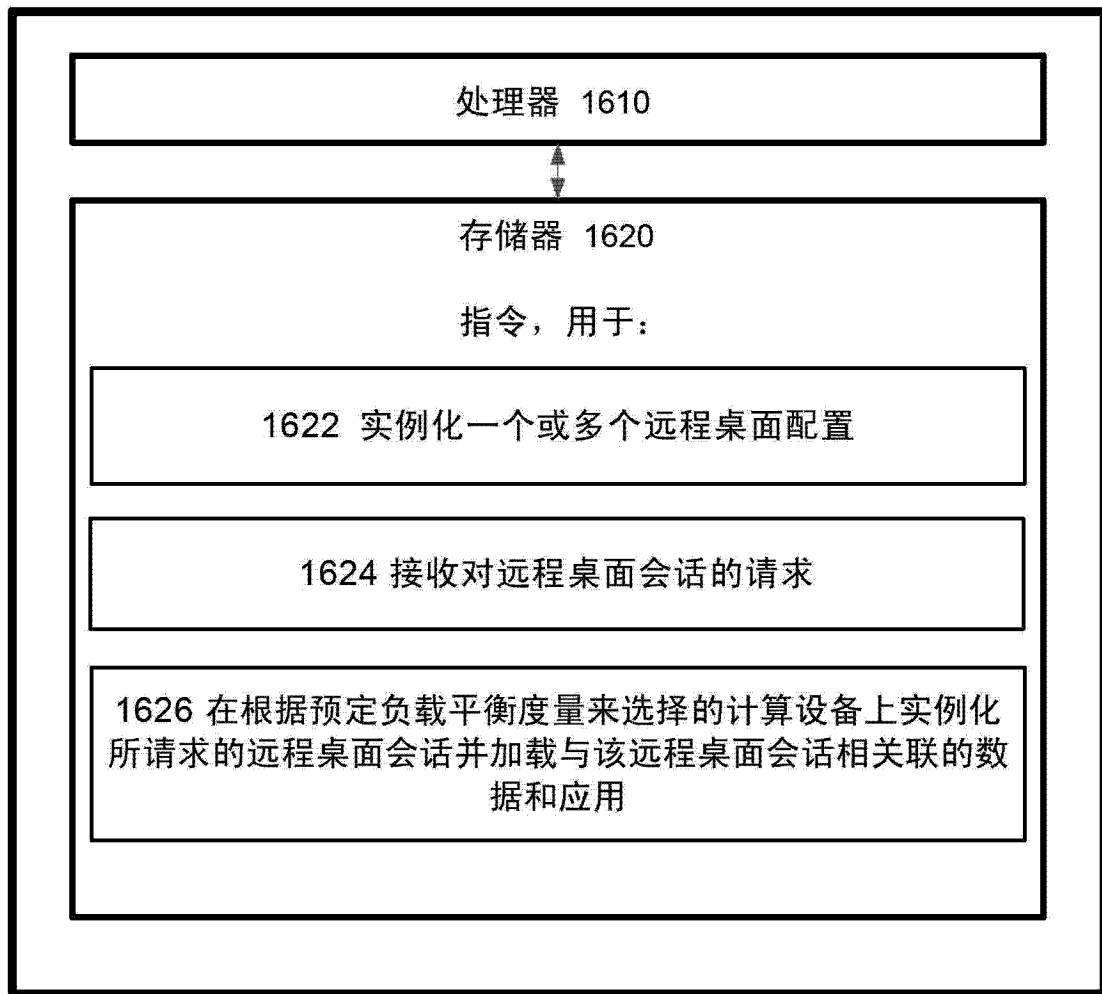 处理器 1610
存储器 1620
指令，用于：
1622 实例化一个或多个远程桌面配置
1624 接收对远程桌面会话的请求
1626 在根据预定负载平衡度量来选择的计算设备上实例化
所请求的远程桌面会话并加载与该远程桌面会话相关联的数
据和应用